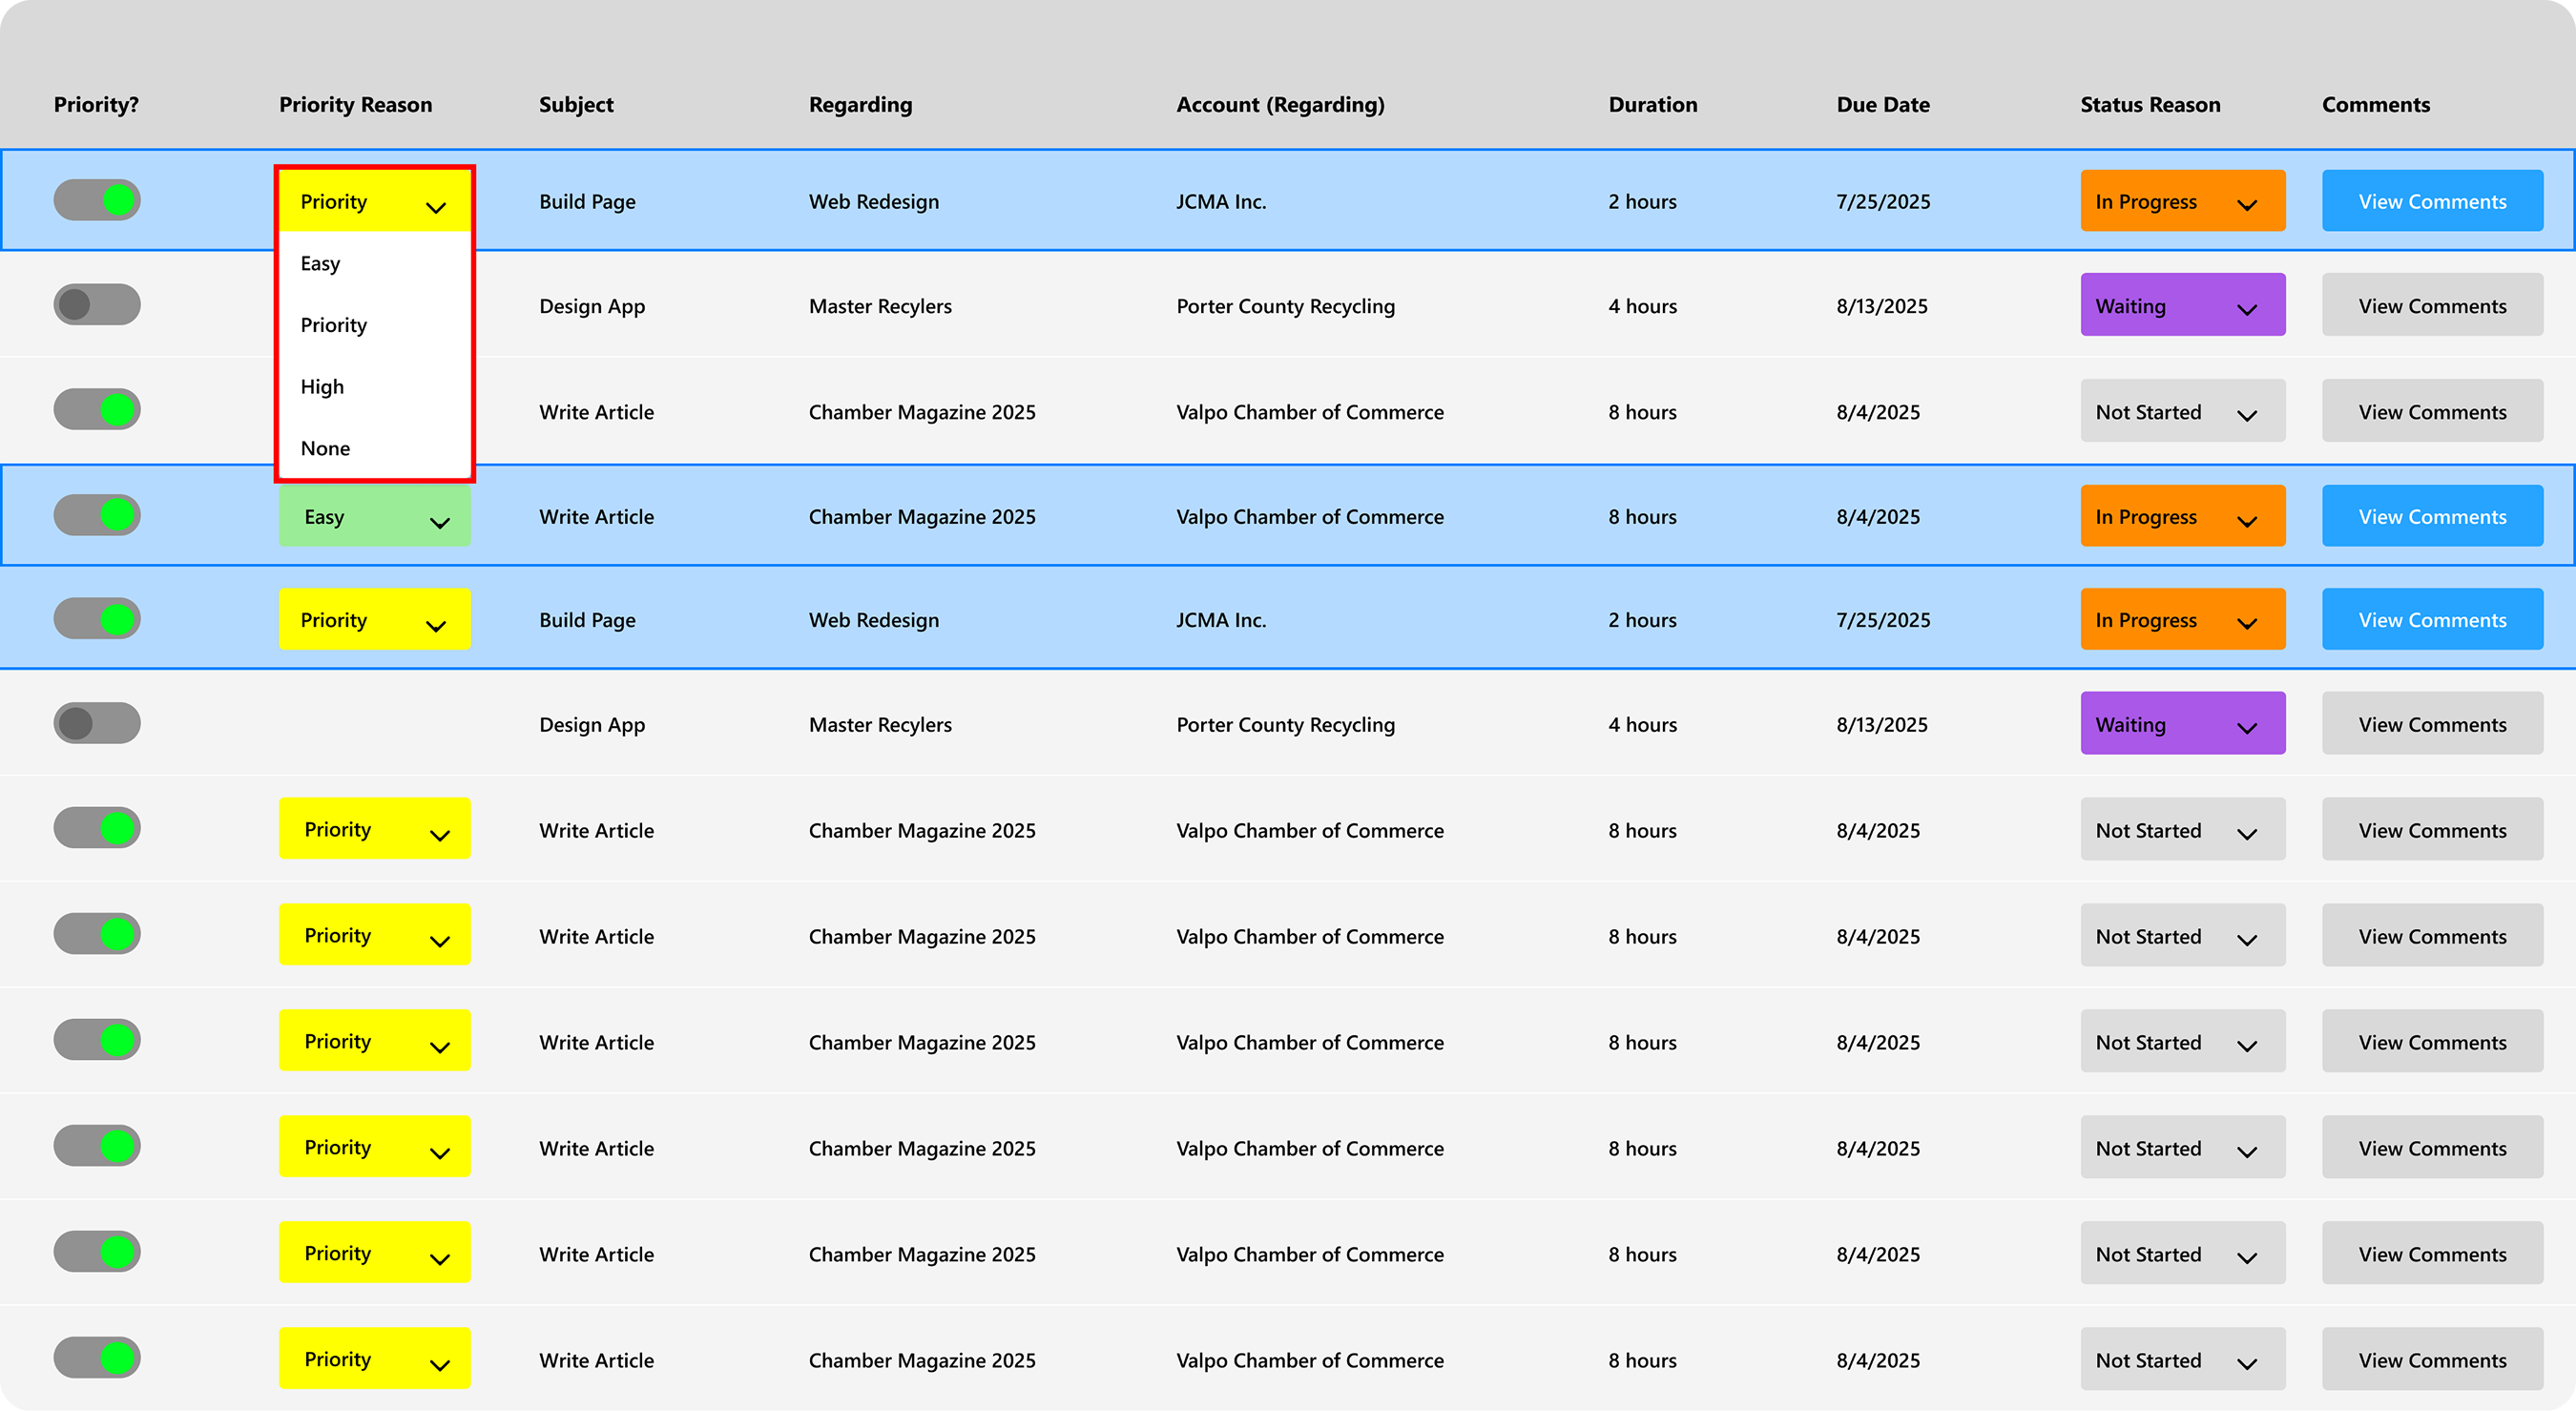 Priority? Priority Reason Subject Regarding Account (Regarding) Duration Due Date Status Reason Comments
Priority Build Page Web Redesign JCMA Inc. 2 hours 7/25/2025 In Progress View Comments
Easy
Design App Master Recylers Porter County Recycling 4 hours 8/13/2025 Waiting View Comments
Priority
High
Write Article Chamber Magazine 2025 Valpo Chamber of Commerce 8 hours 8/4/2025 Not Started View Comments
None
Easy Write Article Chamber Magazine 2025 Valpo Chamber of Commerce 8 hours 8/4/2025 In Progress View Comments
Priority Build Page Web Redesign JCMA Inc. 2 hours 7/25/2025 In Progress View Comments
Design App Master Recylers Porter County Recycling 4 hours 8/13/2025 Waiting View Comments
Priority Write Article Chamber Magazine 2025 Valpo Chamber of Commerce 8 hours 8/4/2025 Not Started View Comments
Priority Write Article Chamber Magazine 2025 Valpo Chamber of Commerce 8 hours 8/4/2025 Not Started View Comments
Priority Write Article Chamber Magazine 2025 Valpo Chamber of Commerce 8 hours 8/4/2025 Not Started View Comments
Priority Write Article Chamber Magazine 2025 Valpo Chamber of Commerce 8 hours 8/4/2025 Not Started View Comments
Priority Write Article Chamber Magazine 2025 Valpo Chamber of Commerce 8 hours 8/4/2025 Not Started View Comments
Priority Write Article Chamber Magazine 2025 Valpo Chamber of Commerce 8 hours 8/4/2025 Not Started View Comments